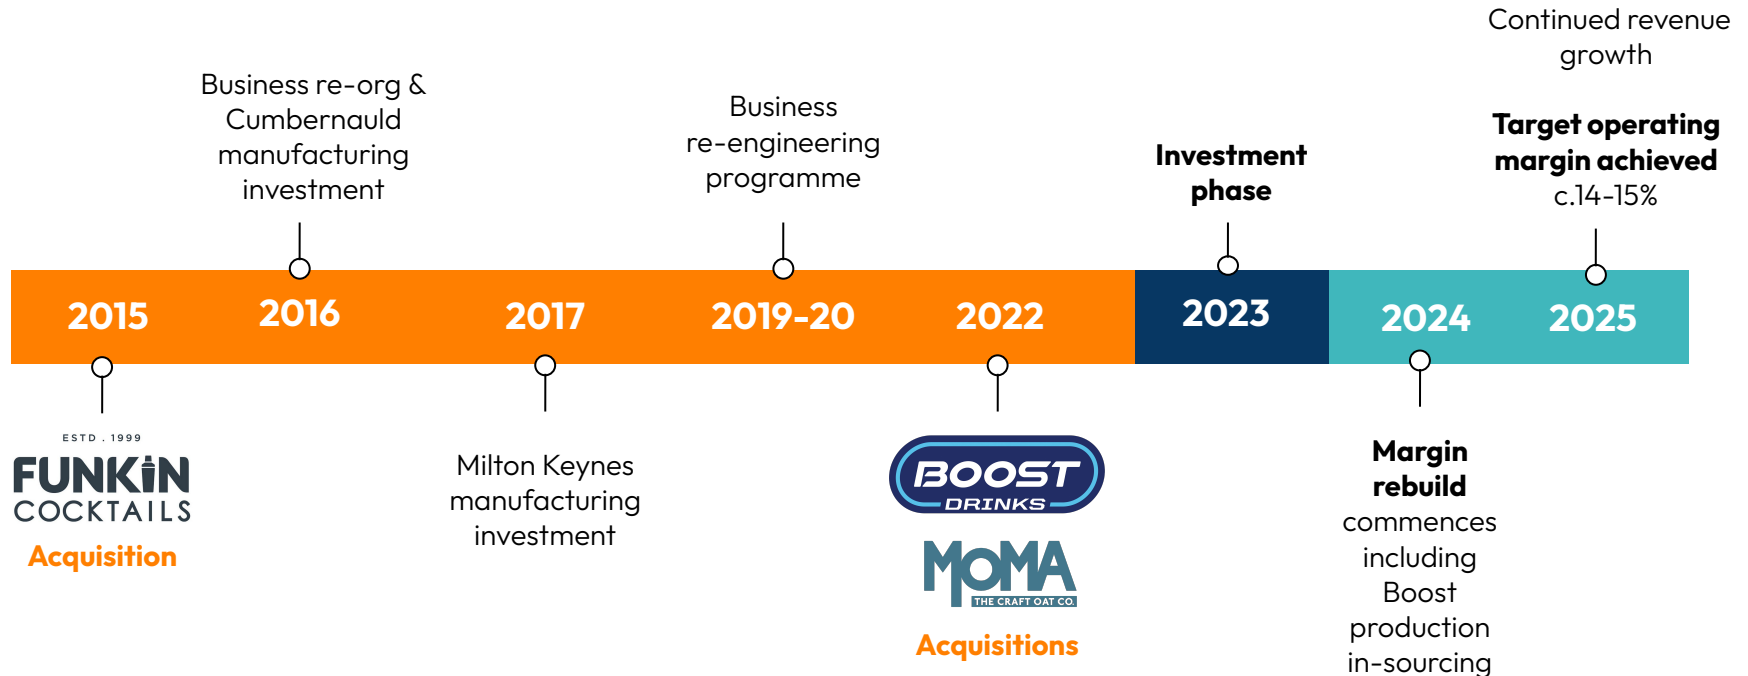 Continued revenue
growth
Target operating
margin achieved
c.14-15%
Business re-org &
Cumbernauld
manufacturing
investment
Business
re-engineering
programme
Investment
phase
2015
2016
2017
2019-20
2022
2023
2024
2025
ESTD . 1999
FUNKiN
COCKTAILS
Acquisition
Milton Keynes
manufacturing
investment
BOOST
DRINKS
MOMA
THE CRAFT OAT CO.
Acquisitions
Margin
rebuild
commences
including
Boost
production
in-sourcing